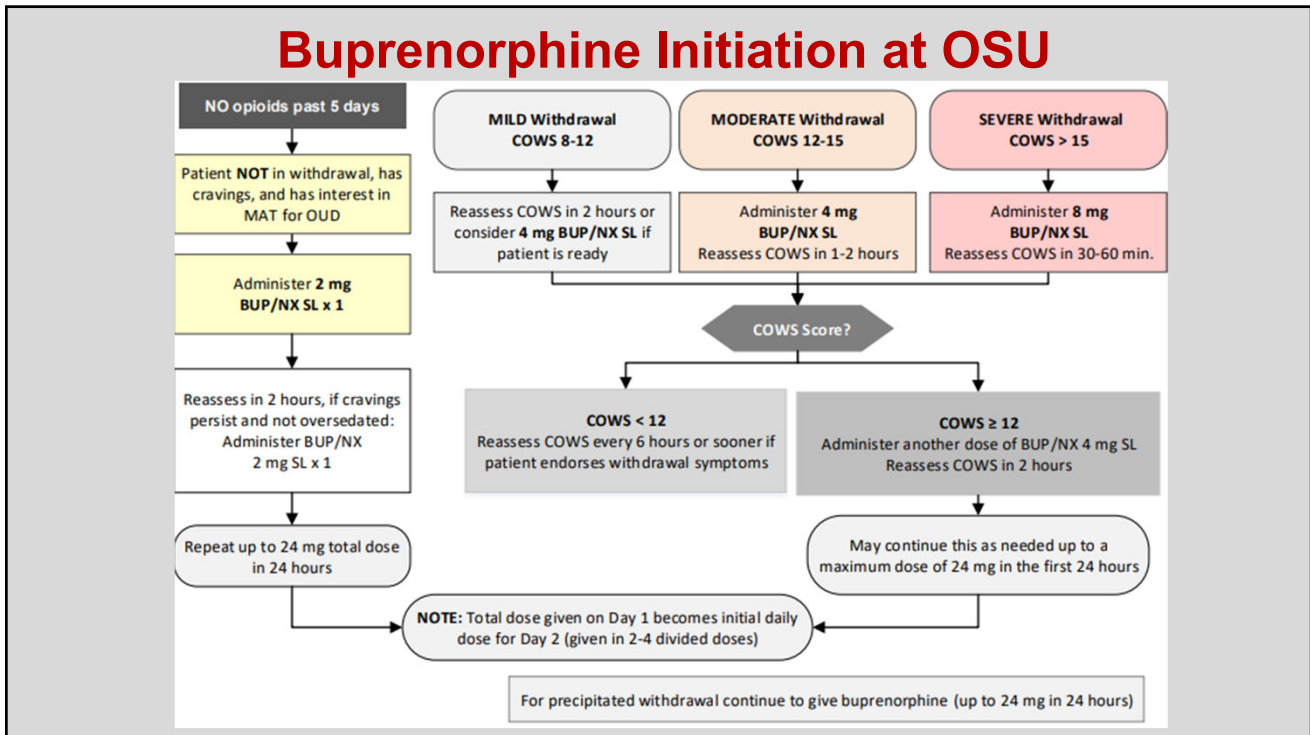 Buprenorphine Initiation at OSU
NO opioids past 5 days
Patient NOT in withdrawal, has
cravings, and has interest in
MAT for OUD
Administer 2 mg
BUP/NX SL x 1
Reassess in 2 hours, if cravings
persist and not oversedated:
Administer BUP/NX
2 mg SL x 1
Repeat up to 24 mg total dose
in 24 hours
MILD Withdrawal
COWS 8-12
Reassess COWS in 2 hours or
consider 4 mg BUP/NX SL if
patient is ready
MODERATE Withdrawal
COWS 12-15
Administer 4 mg
BUP/NX SL
Reassess COWS in 1-2 hours
SEVERE Withdrawal
COWS > 15
Administer 8 mg
BUP/NX SL
Reassess COWS in 30-60 min.
COWS Score?
COWS < 12
Reassess COWS every 6 hours or sooner if
patient endorses withdrawal symptoms
COWS ≥ 12
Administer another dose of BUP/NX 4 mg SL
Reassess COWS in 2 hours
May continue this as needed up to a
maximum dose of 24 mg in the first 24 hours
NOTE: Total dose given on Day 1 becomes initial daily
dose for Day 2 (given in 2-4 divided doses)
For precipitated withdrawal continue to give buprenorphine (up to 24 mg in 24 hours)